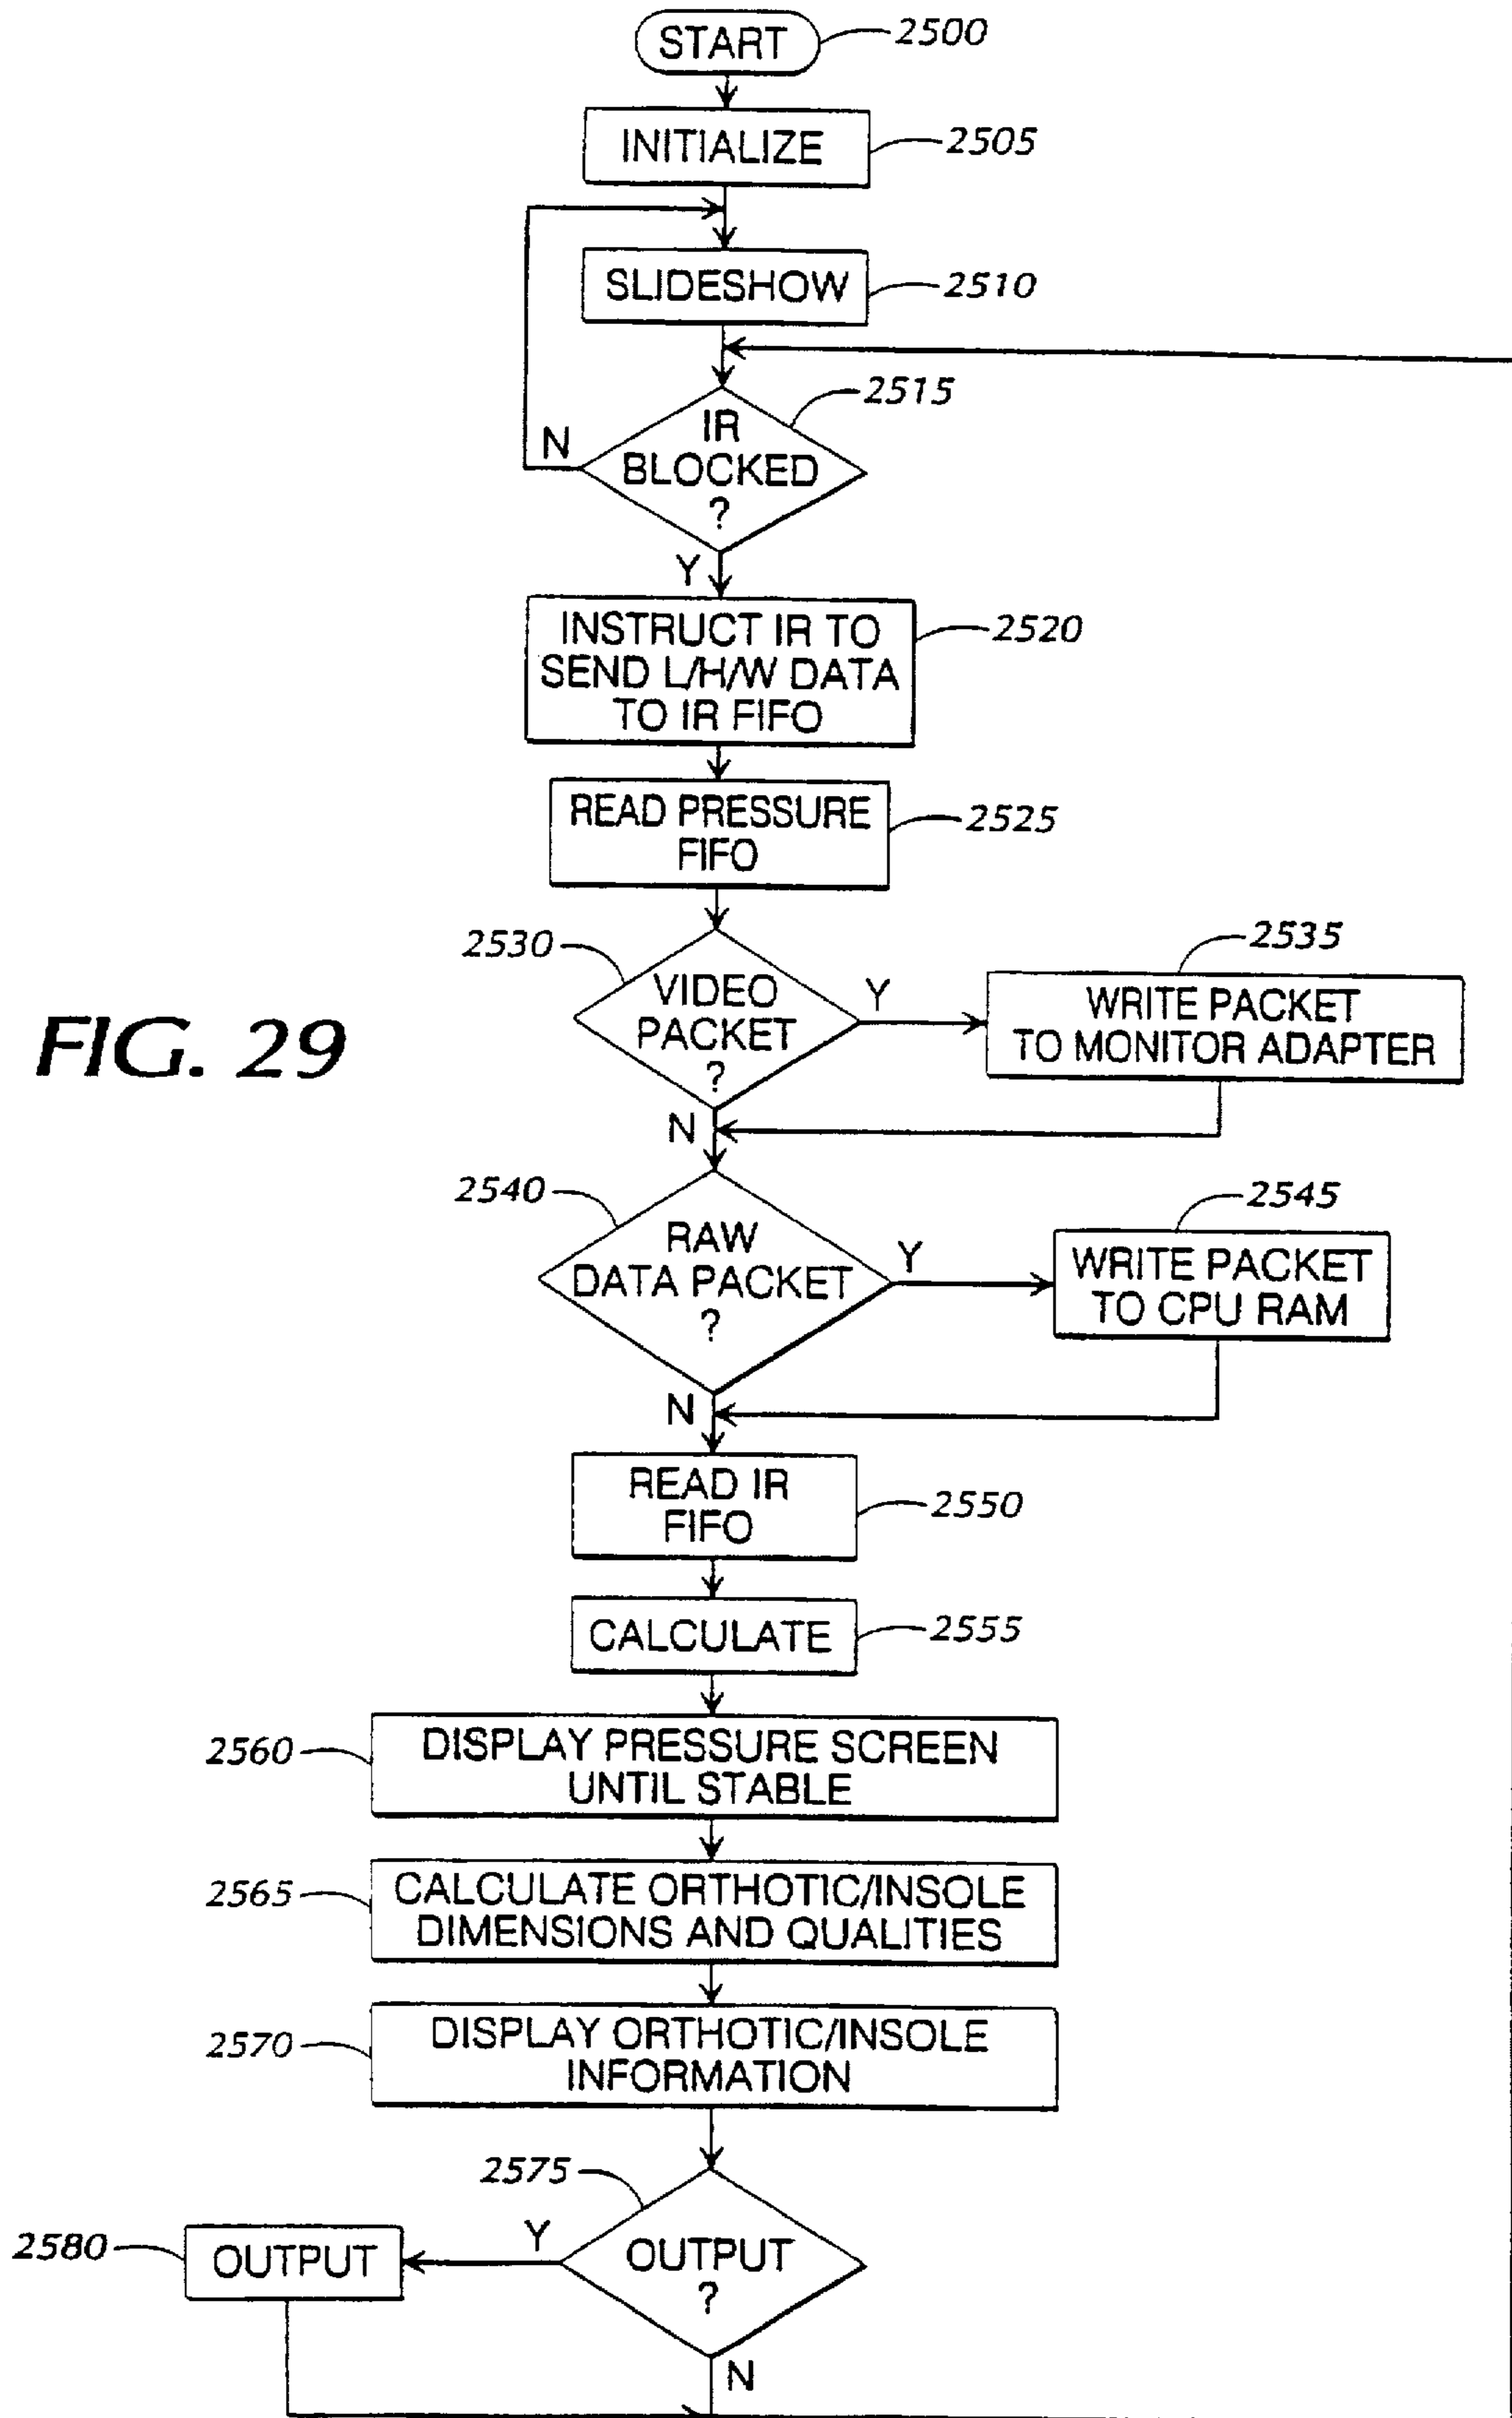 START
2500
INITIALIZE
2505
SLIDESHOW
2510
2515
IR
BLOCKED
?
N
Y
INSTRUCT IR TO
SEND L/H/W DATA
TO IR FIFO
2520
READ PRESSURE
FIFO
2525
2530
VIDEO
PACKET
?
Y
N
2535
WRITE PACKET
TO MONITOR ADAPTER
FIG. 29
2540
RAW
DATA PACKET
?
Y
N
2545
WRITE PACKET
TO CPU RAM
READ IR
FIFO
2550
CALCULATE
2555
2560
DISPLAY PRESSURE SCREEN
UNTIL STABLE
2565
CALCULATE ORTHOTIC/INSOLE
DIMENSIONS AND QUALITIES
2570
DISPLAY ORTHOTIC/INSOLE
INFORMATION
2575
OUTPUT
?
Y
N
2580
OUTPUT